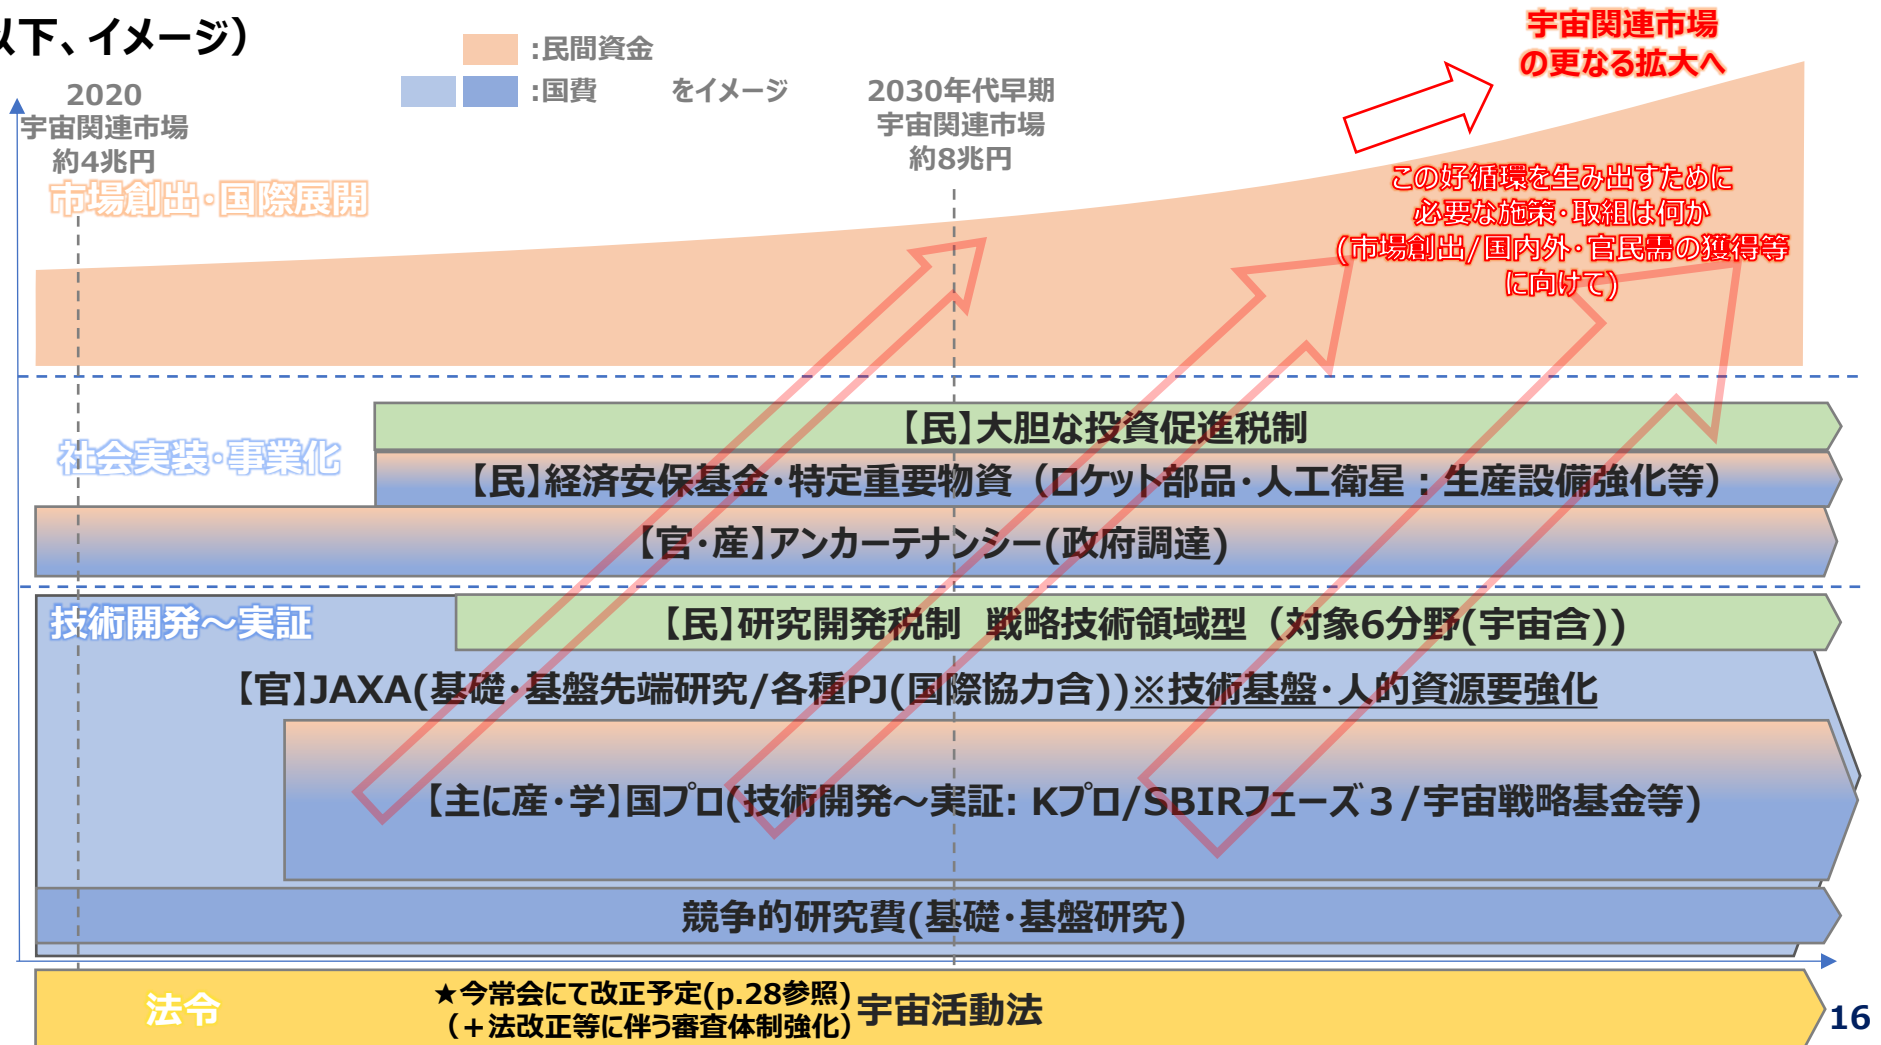 以下、イメージ）
:民間資金
:国費　　をイメージ
2020
宇宙関連市場
約4兆円
2030年代早期
宇宙関連市場
約8兆円
宇宙関連市場
の更なる拡大へ
市場創出・国際展開
この好循環を生み出すために
必要な施策・取組は何か
(市場創出/国内外・官民需の獲得等
に向けて)
社会実装・事業化
【民】大胆な投資促進税制
【民】経済安保基金・特定重要物資（ロケット部品・人工衛星：生産設備強化等）
【官・産】アンカーテナンシー(政府調達)
技術開発～実証
【民】研究開発税制 戦略技術領域型（対象6分野(宇宙含)）
【官】JAXA(基礎・基盤先端研究/各種PJ(国際協力含))※技術基盤・人的資源要強化
【主に産・学】国プロ(技術開発～実証: Kプロ/SBIRフェーズ３/宇宙戦略基金等)
競争的研究費(基礎・基盤研究)
法令
★今常会にて改正予定(p.28参照)
（＋法改正等に伴う審査体制強化）
宇宙活動法
16